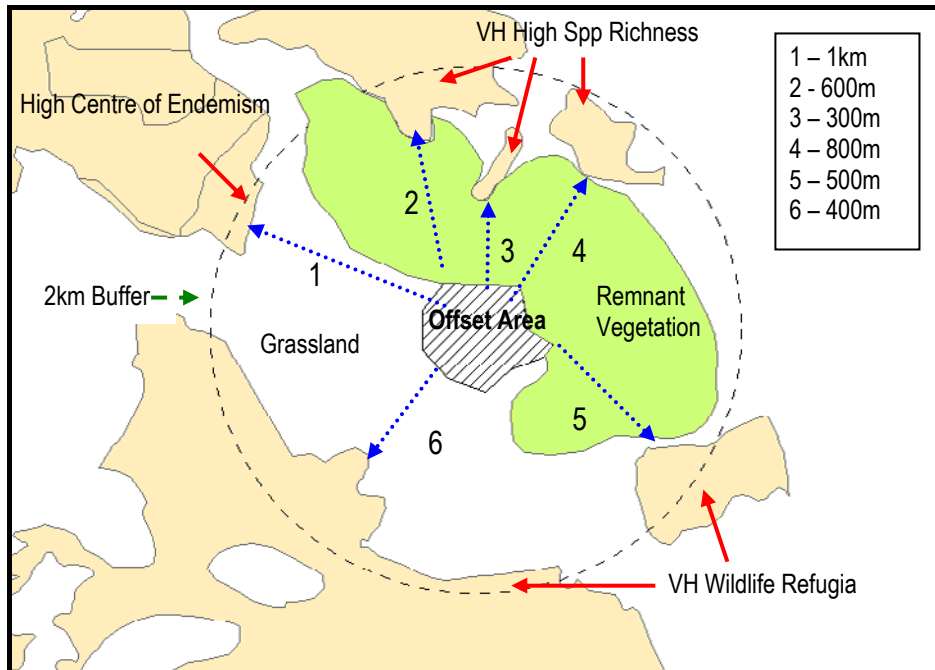 VH High Spp Richness
1 – 1km
2 - 600m
3 – 300m
4 – 800m
5 – 500m
6 – 400m
High Centre of Endemism
2
3
4
1
2km Buffer
Remnant
Vegetation
Offset Area
Grassland
5
6
VH Wildlife Refugia